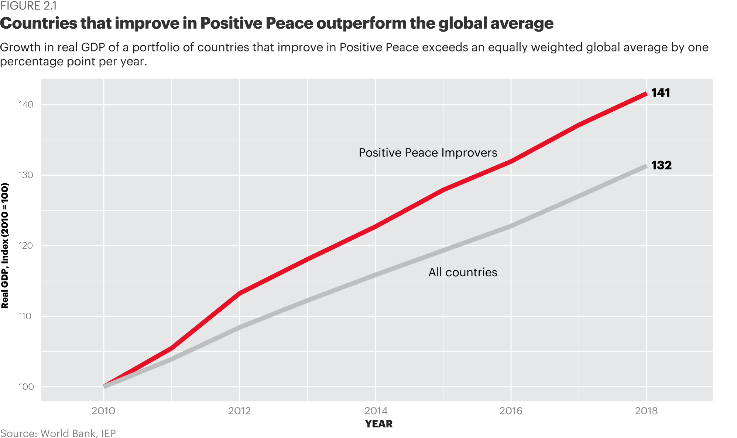 FIGURE 2.1
Countries that improve in Positive Peace outperform the global average
Growth in real GDP of a portfolio of countries that improve in Positive Peace exceeds an equally weighted global average by one
percentage point per year.
140
130
120
110
100
Real GDP, Index (2010 = 100)
141
Positive Peace Improvers
132
All countries
2010
2012
2014
2016
2018
YEAR
Source: World Bank, IEP